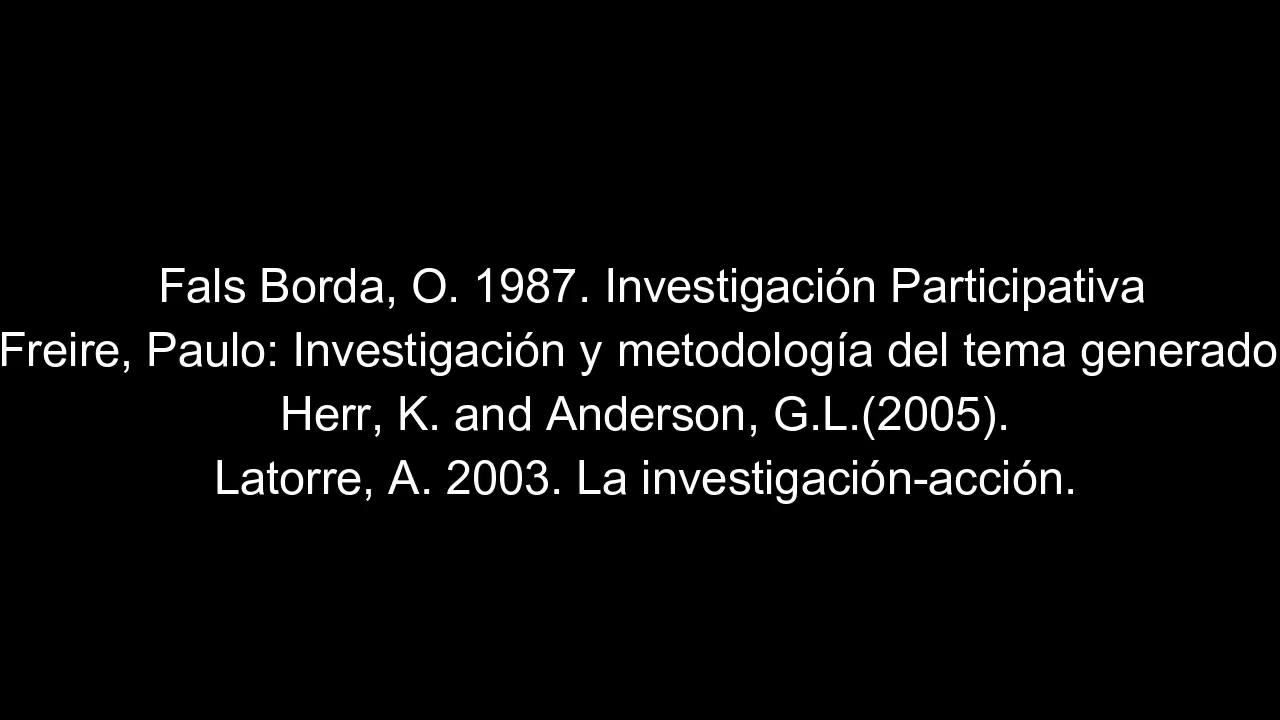 Fals Borda, O. 1987. Investigación Participativa
Freire, Paulo: Investigación y metodología del tema generado
Herr, K. and Anderson, G.L.(2005).
Latorre, A. 2003. La investigación-acción.